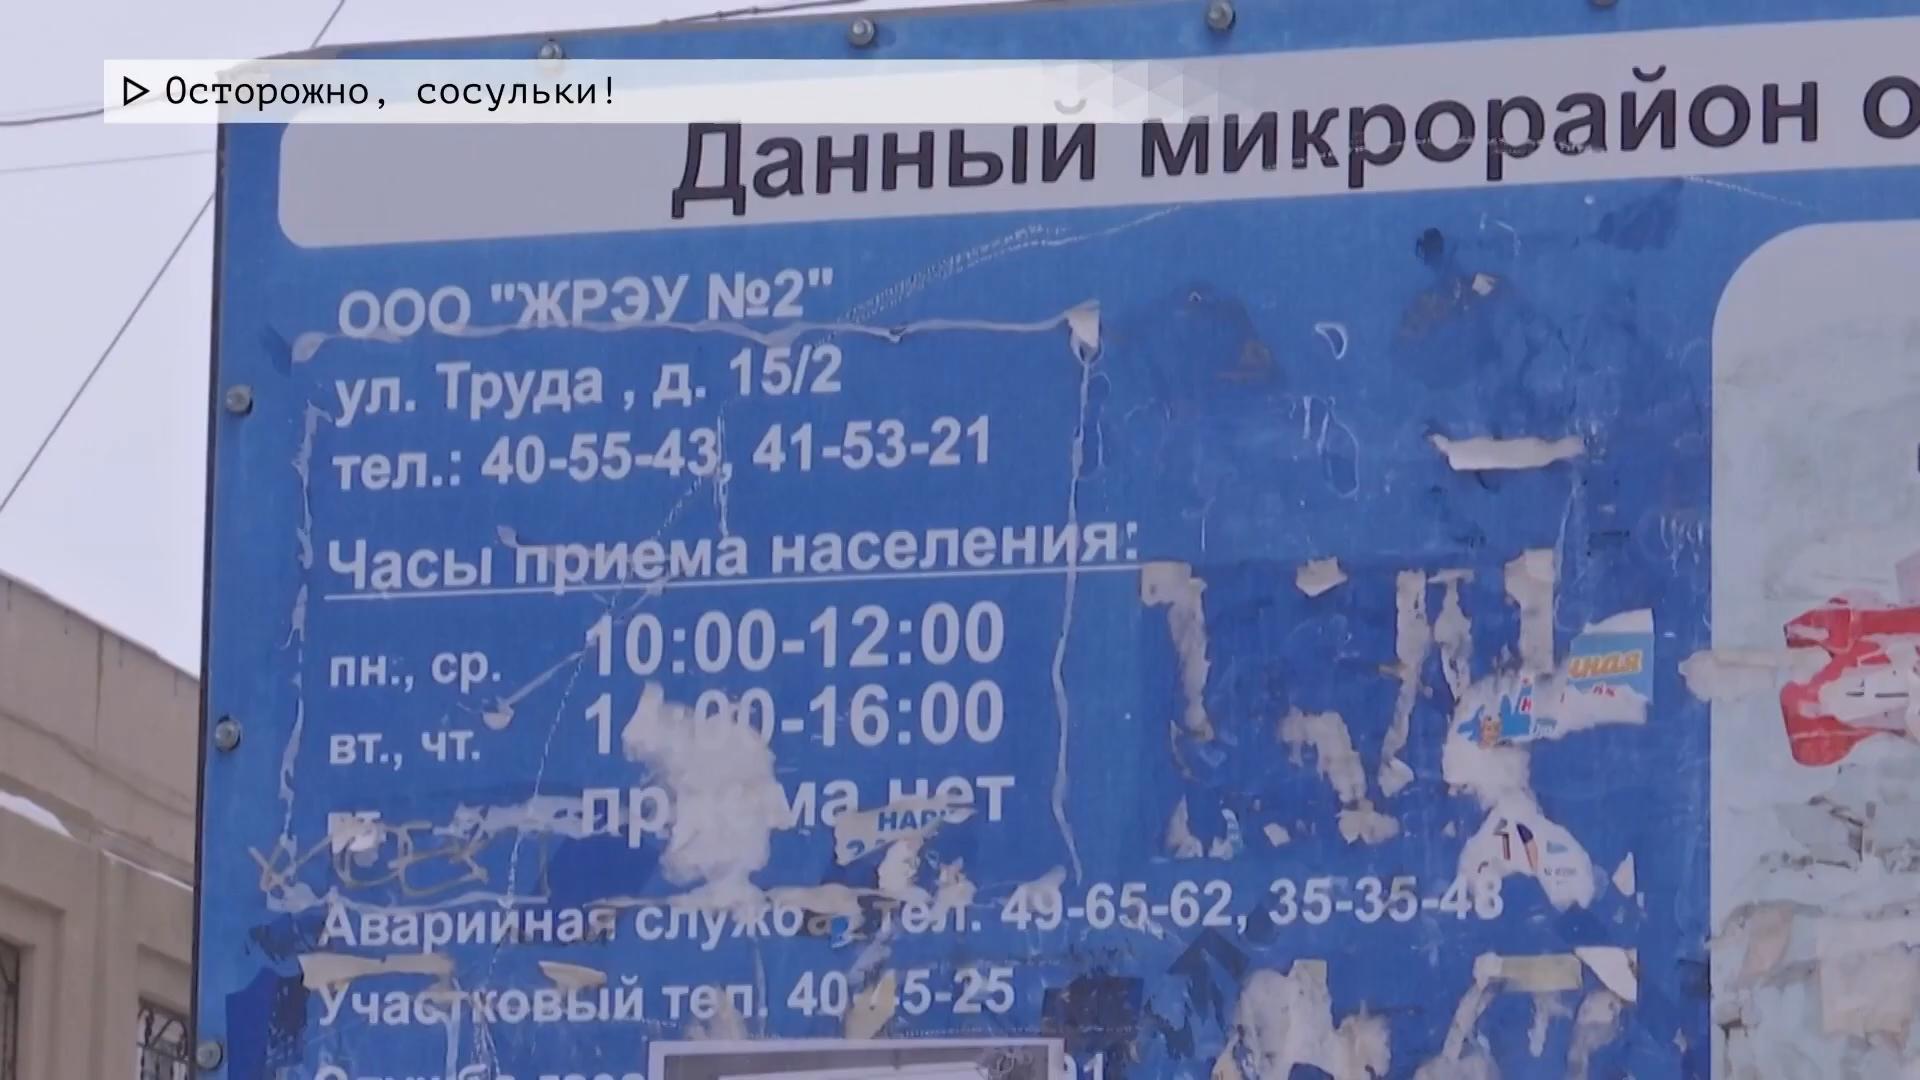 Осторожно, сосульки!
Данный микрорайон о
ООО "ЖРЭУ №2"
ул. Труда , д. 15/2
тел.: 40-55-43, 41-53-21
Часы приема населения:
пн., ср. 10:00-12:00
вт., чт. -16:00
нет
Аварийная служба тел. 49-65-62, 35-35-48
Участковый тел.